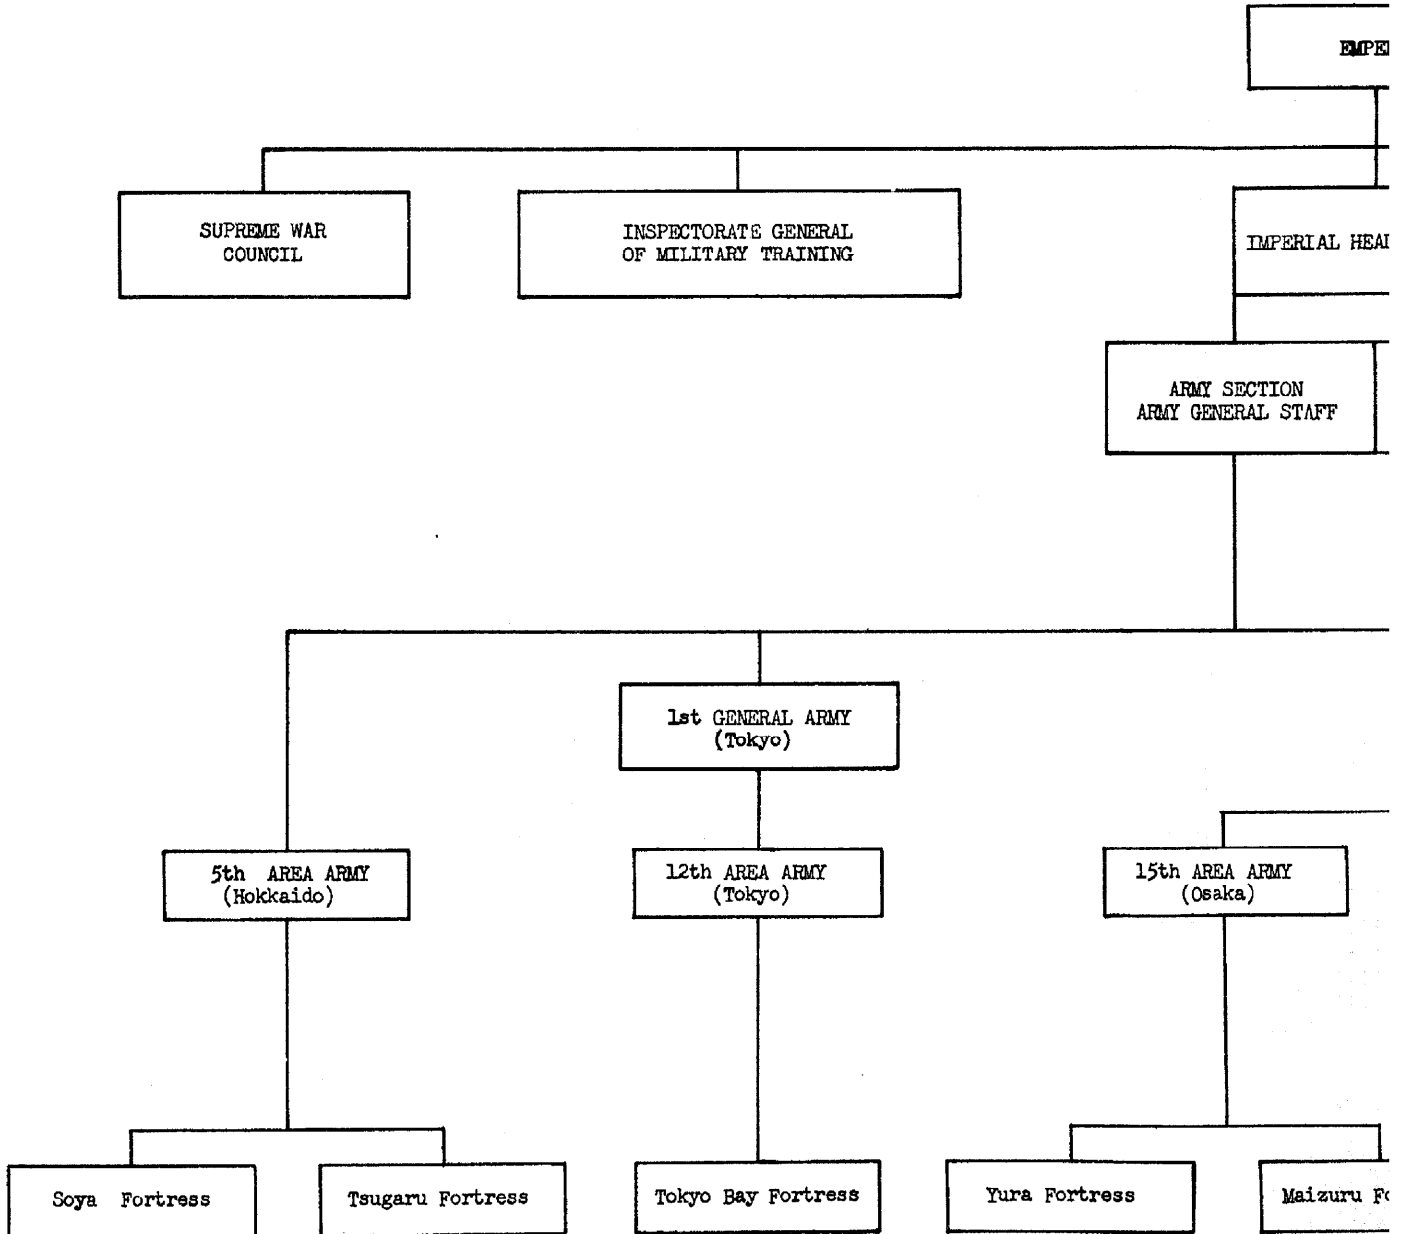 SUPREME WAR
COUNCIL
INSPECTORATE GENERAL
OF MILITARY TRAINING
IMPERIAL
ARMY SECTION
ARMY GENERAL STAFF
1st GENERAL ARMY
(Tokyo)
5th AREA ARMY
(Hokkaido)
12th AREA ARMY
(Tokyo)
15th AREA ARMY
(Osaka)
Soya Fortress
Tsugaru Fortress
Tokyo Bay Fortress
Yura Fortress
Maizuru